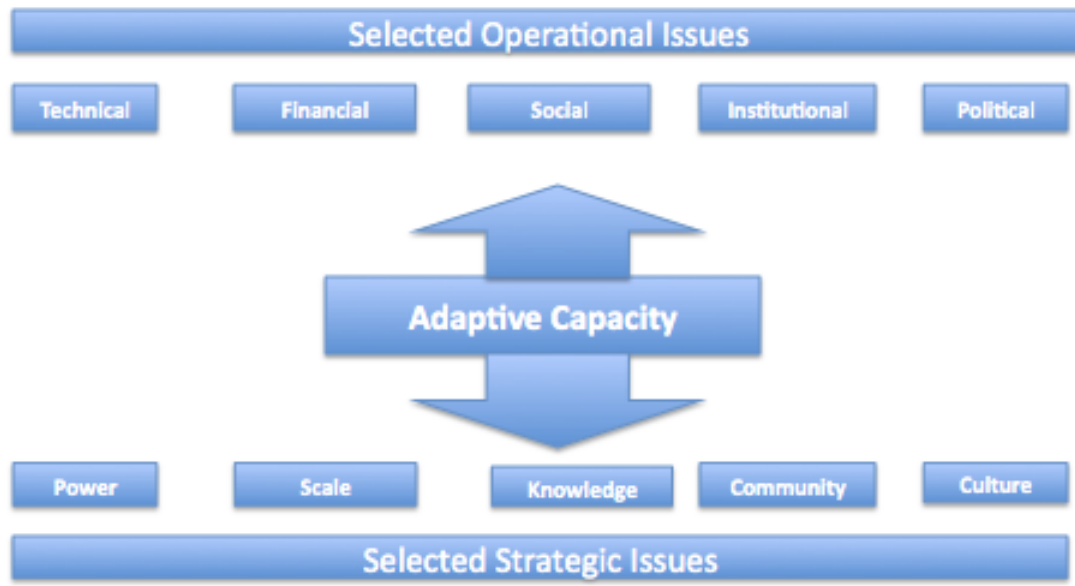 Selected Operational Issues
Technical Financial Social Institutional Political
Adaptive Capacity
Power Scale Knowledge Community Culture
Selected Strategic Issues